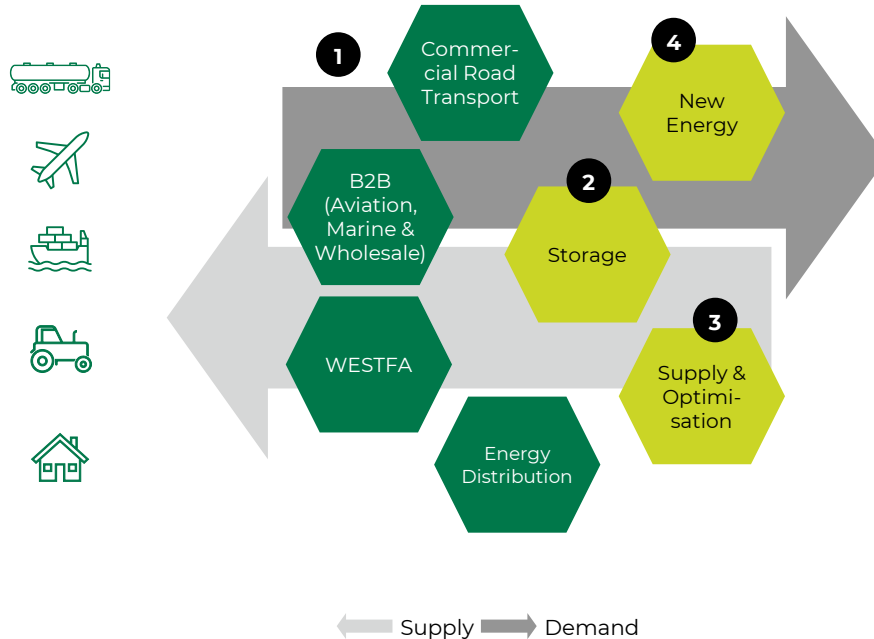 1
Commer-
cial Road
Transport
4
New
Energy
B2B
(Aviation,
Marine &
Wholesale)
2
Storage
WESTFA
3
Supply &
Optimi-
sation
Energy
Distribution
Supply
Demand